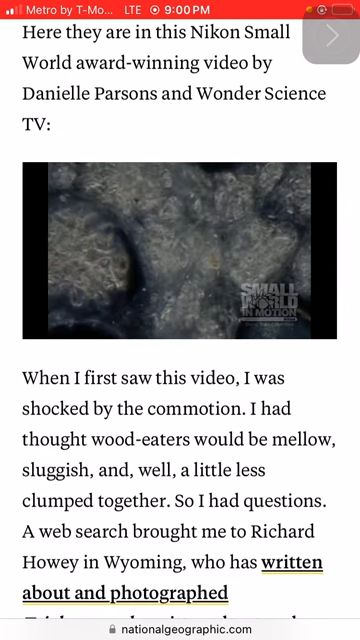 Metro by T-Mo... LTE 9:00 PM
Here they are in this Nikon Small
World award-winning video by
Danielle Parsons and Wonder Science
TV:
SMALL
WORLD
IN MOTION
When I first saw this video, I was
shocked by the commotion. I had
thought wood-eaters would be mellow,
sluggish, and, well, a little less
clumped together. So I had questions.
A web search brought me to Richard
Howey in Wyoming, who has written
about and photographed
nationalgeographic.com